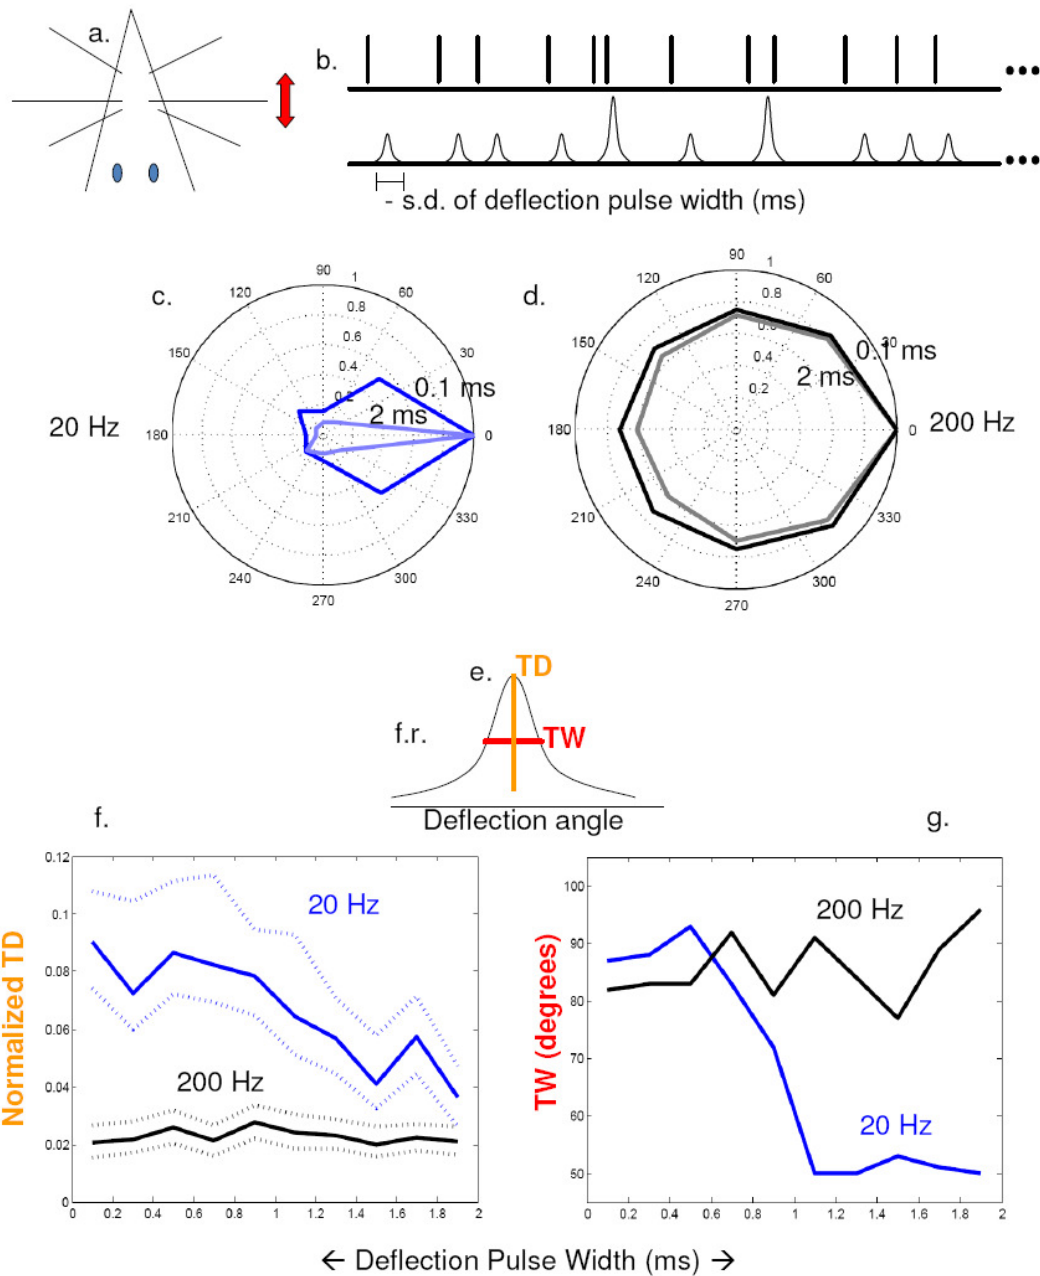 a.
b.
- s.d. of deflection pulse width (ms)
c.
90
1
120
60
0.8
0.6
150
30
0.4
0.2
0.1 ms
2 ms
20 Hz
180
0
210
330
240
300
270
d.
90
1
120
60
0.8
0.6
150
30
0.1 ms
0.4
2 ms
0.2
180
0
200 Hz
210
330
240
300
270
e.
TD
f.r.
TW
Deflection angle
f.
Normalized TD
0.12
0.1
0.08
0.06
0.04
0.02
0
20 Hz
200 Hz
0 0.2 0.4 0.6 0.8 1 1.2 1.4 1.6 1.8 2
g.
TW (degrees)
100
90
80
70
60
50
200 Hz
20 Hz
0 0.2 0.4 0.6 0.8 1 1.2 1.4 1.6 1.8 2
← Deflection Pulse Width (ms) →